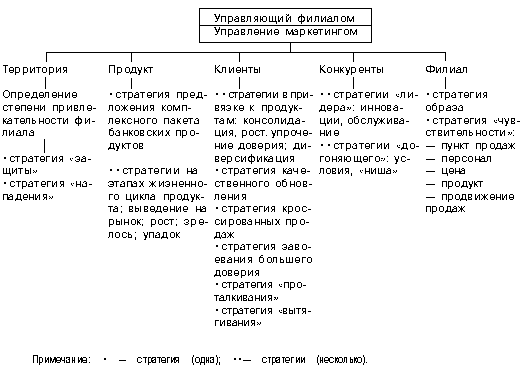 Управляющий филиалом
Управление маркетингом
Территория
Определение
степени привле-
кательности фи-
лиала
•стратегия «за-
щиты»
•стратегия «на-
падения»
Продукт
•стратегия пред-
ложения комп-
лексного пакета
банковских про-
дуктов
••стратегии на
этапах жизненно-
го цикла продук-
та; выведение на
рынок; рост; зре-
лось; упадок
Клиенты
••стратегии в при-
вязке к продук-
там: консолида-
ция, рост. упроче-
ние доверия; ди-
версификация
•стратегия каче-
ственного обнов-
ления
•стратегия крос-
сированных про-
даж
•стратегия заво-
евания большего
доверия
•стратегия «про-
талкивания»
•стратегия «вытя-
гивания»
Конкуренты
••стратегии «ли-
дера»: иннова-
ции, обслужива-
ние
••стратегии «до-
гоняющего»: ус-
ловия, «ниша»
Филиал
•стратегия
образа
•стратегия «чув-
ствительности»:
— пункт продаж
— персонал
— цена
— продукт
— продвижение
продаж
Примечание: • — стратегия (одна); ••— стратегии (несколько).